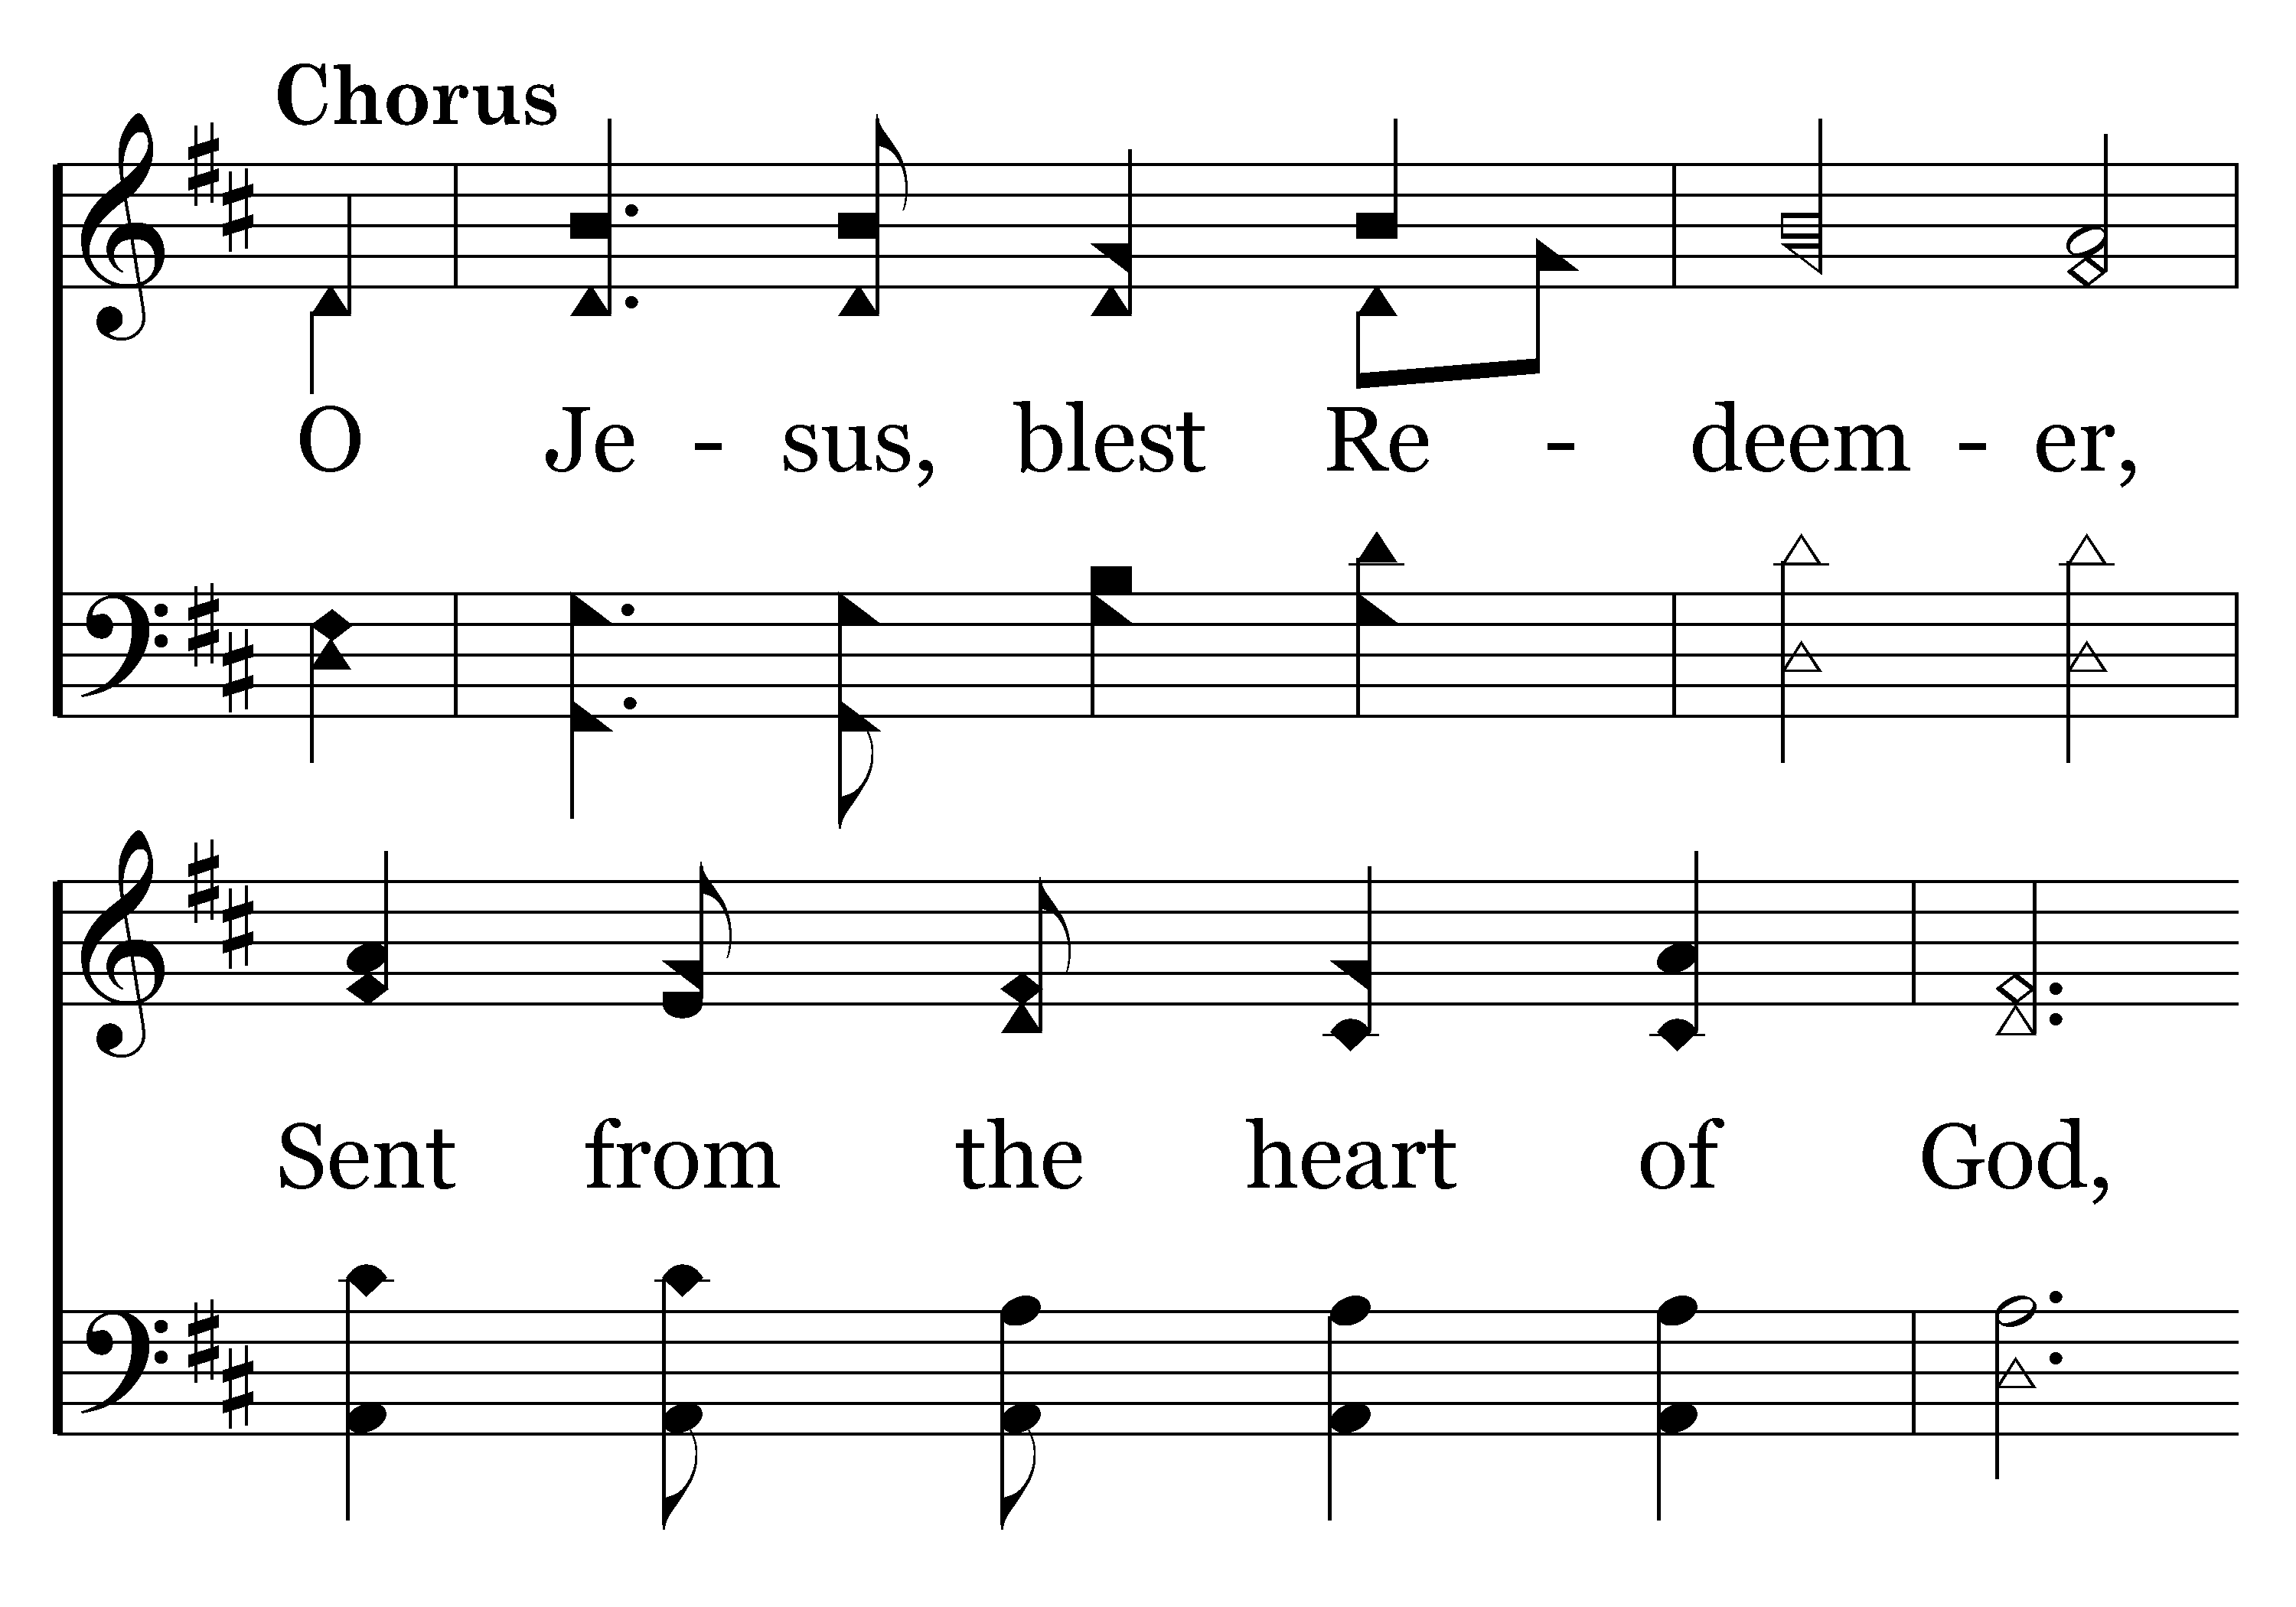 Chorus
O Je - sus, blest Re - deem - er,
Sent from the heart of God,